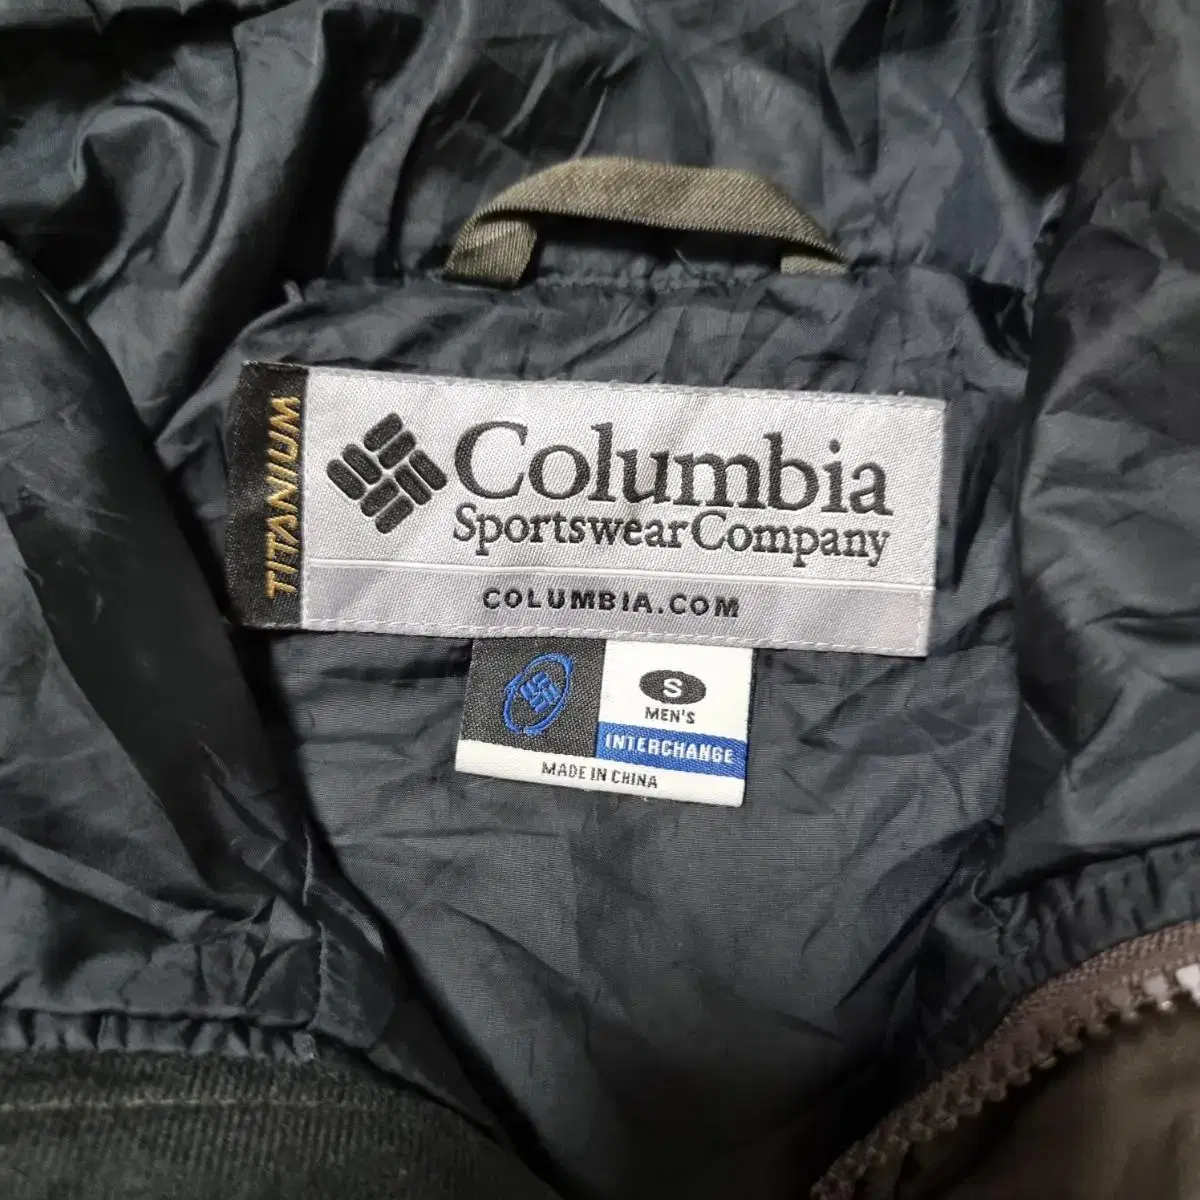 TITANIUM
Columbia
Sportswear Company
COLUMBIA.COM
S
MEN'S
INTERCHANGE
MADE IN CHINA